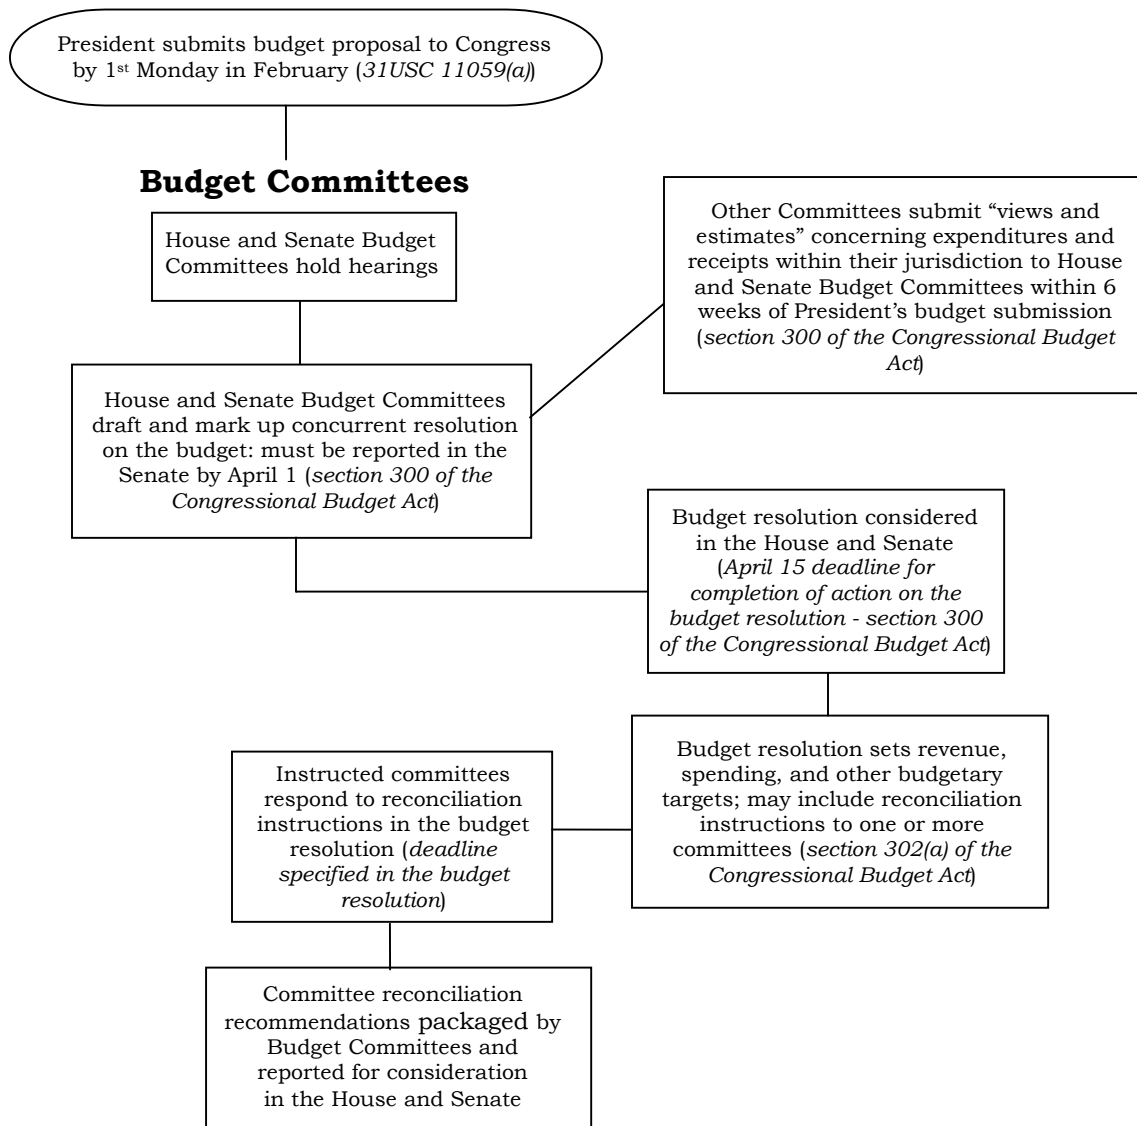 President submits budget proposal to Congress
by 1st Monday in February (31USC 11059(a))
Budget Committees
House and Senate Budget
Committees hold hearings
Other Committees submit “views and
estimates” concerning expenditures and
receipts within their jurisdiction to House
and Senate Budget Committees within 6
weeks of President’s budget submission
(section 300 of the Congressional Budget
Act)
House and Senate Budget Committees
draft and mark up concurrent resolution
on the budget: must be reported in the
Senate by April 1 (section 300 of the
Congressional Budget Act)
Budget resolution considered
in the House and Senate
(April 15 deadline for
completion of action on the
budget resolution - section 300
of the Congressional Budget Act)
Budget resolution sets revenue,
spending, and other budgetary
targets; may include reconciliation
instructions to one or more
committees (section 302(a) of the
Congressional Budget Act)
Instructed committees
respond to reconciliation
instructions in the budget
resolution (deadline
specified in the budget
resolution)
Committee reconciliation
recommendations packaged by
Budget Committees and
reported for consideration
in the House and Senate